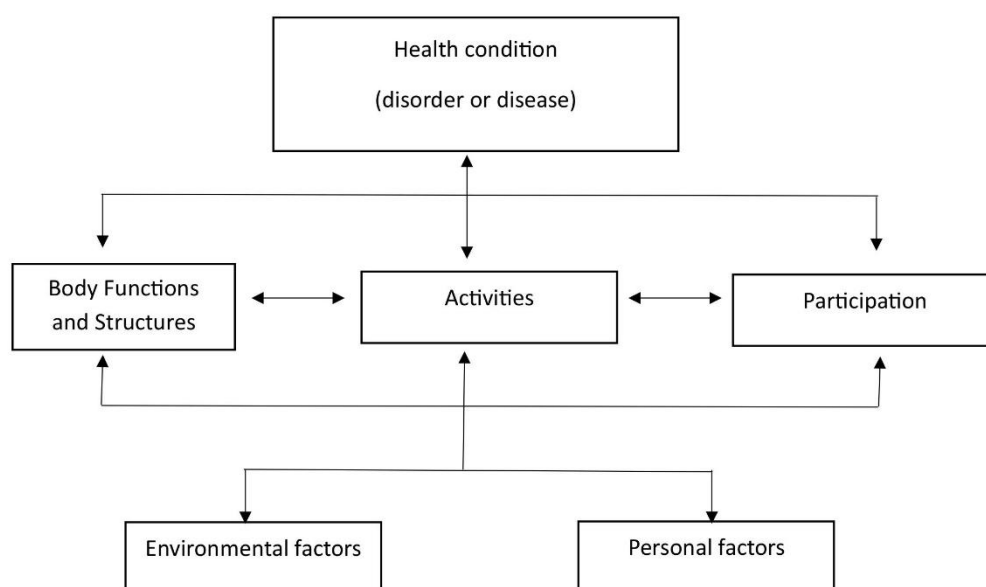 Health condition
(disorder or disease)
Body Functions
and Structures
Activities
Participation
Environmental factors
Personal factors